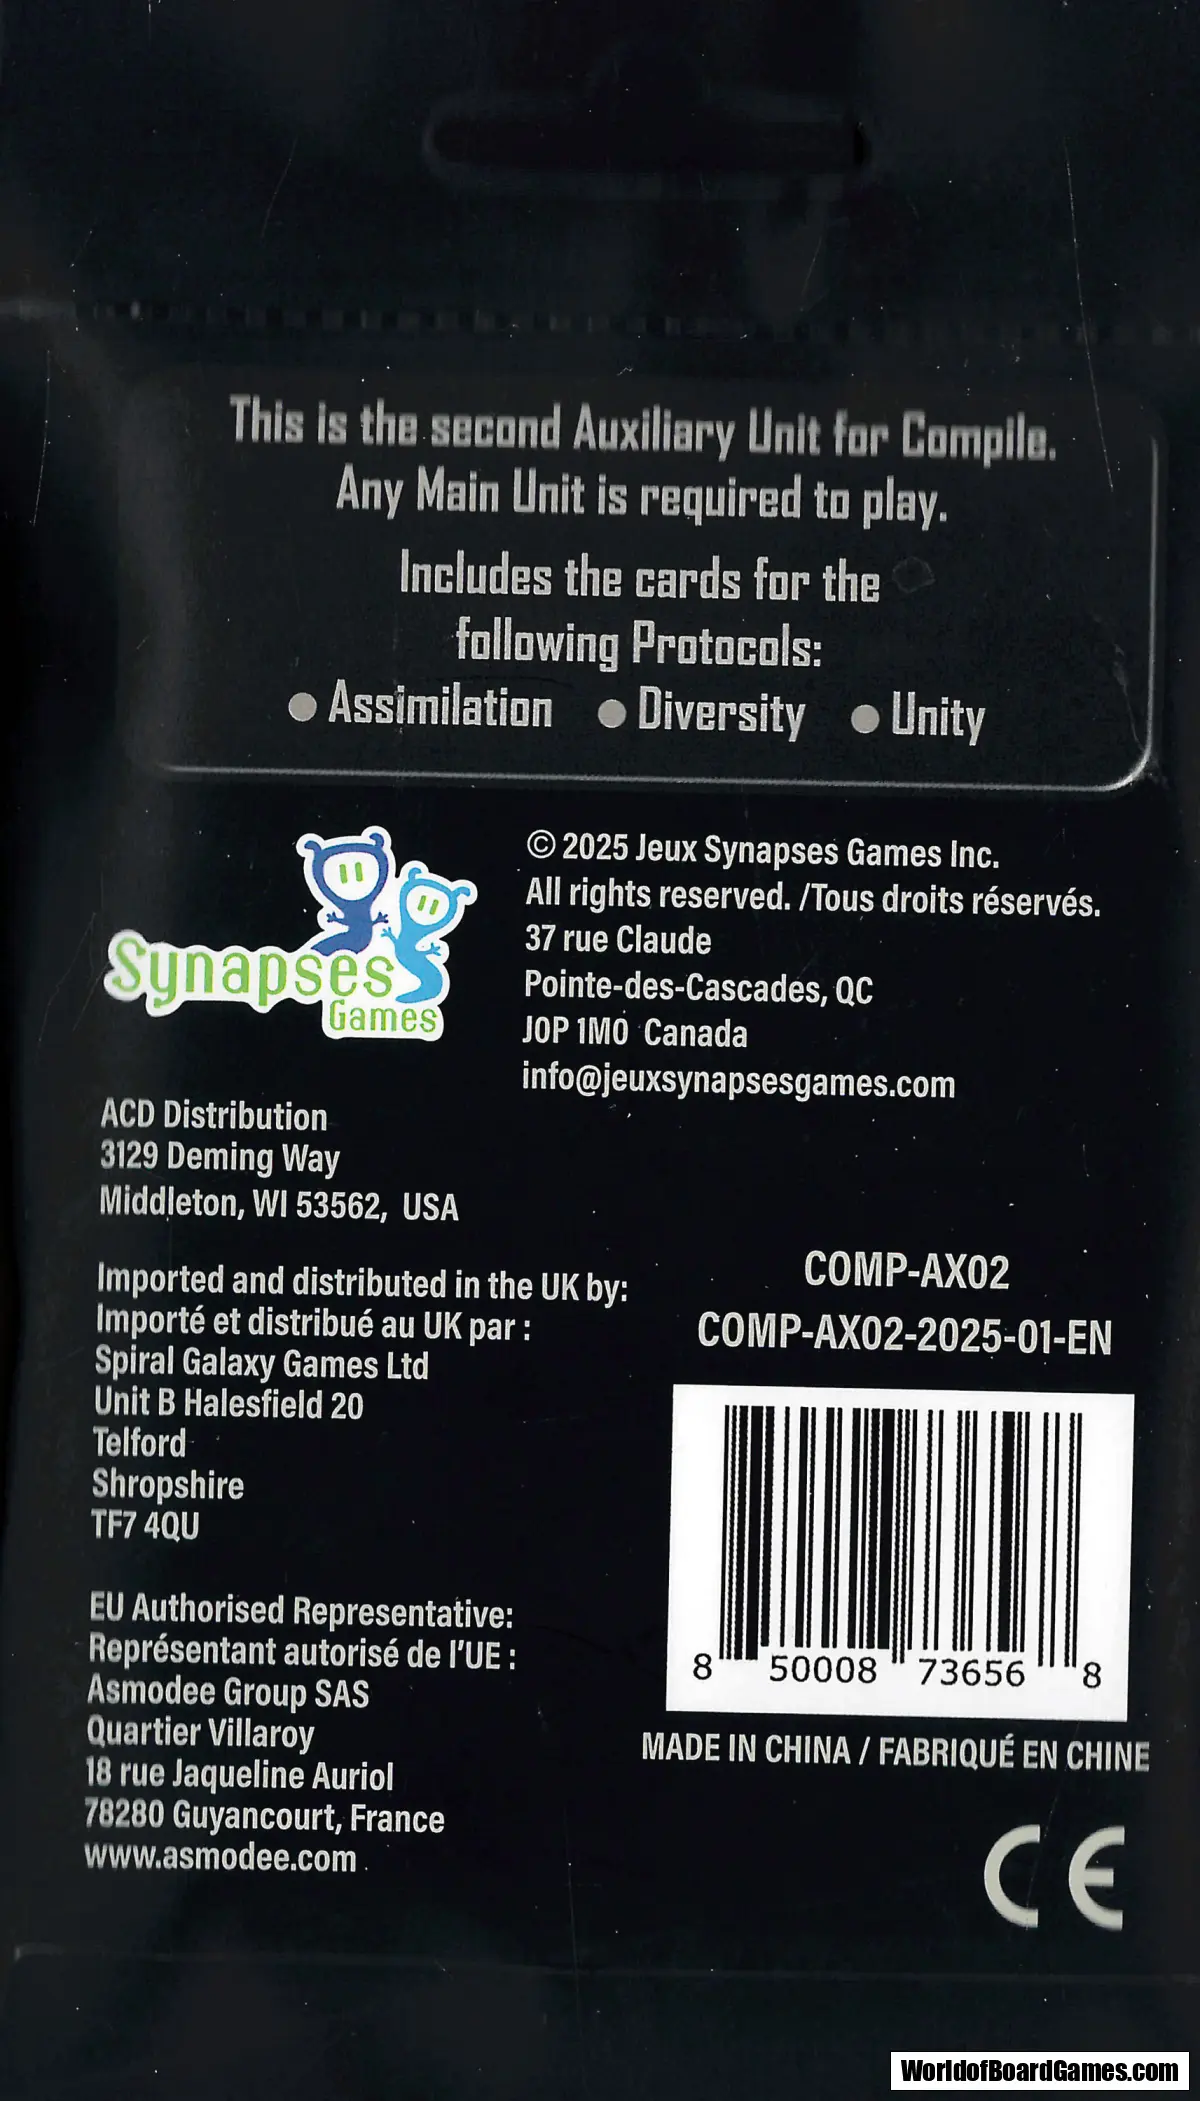 This is the second Auxiliary Unit for Compile.
Any Main Unit is required to play.
Includes the cards for the
following Protocols:
● Assimilation ● Diversity ● Unity
Synapses
Games
© 2025 Jeux Synapses Games Inc.
All rights reserved. /Tous droits réservés.
37 rue Claude
Pointe-des-Cascades, QC
J0P 1M0 Canada
info@jeuxsynapsesgames.com
ACD Distribution
3129 Deming Way
Middleton, WI 53562, USA
Imported and distributed in the UK by:
Importé et distribué au UK par :
Spiral Galaxy Games Ltd
Unit B Halesfield 20
Telford
Shropshire
TF7 4QU
EU Authorised Representative:
Représentant autorisé de l'UE :
Asmodee Group SAS
Quartier Villaroy
18 rue Jaqueline Auriol
78280 Guyancourt, France
www.asmodee.com
COMP-AX02
COMP-AX02-2025-01-EN
8 50008 73656 8
MADE IN CHINA / FABRIQUÉ EN CHINE
CE
WorldofBoardGames.com